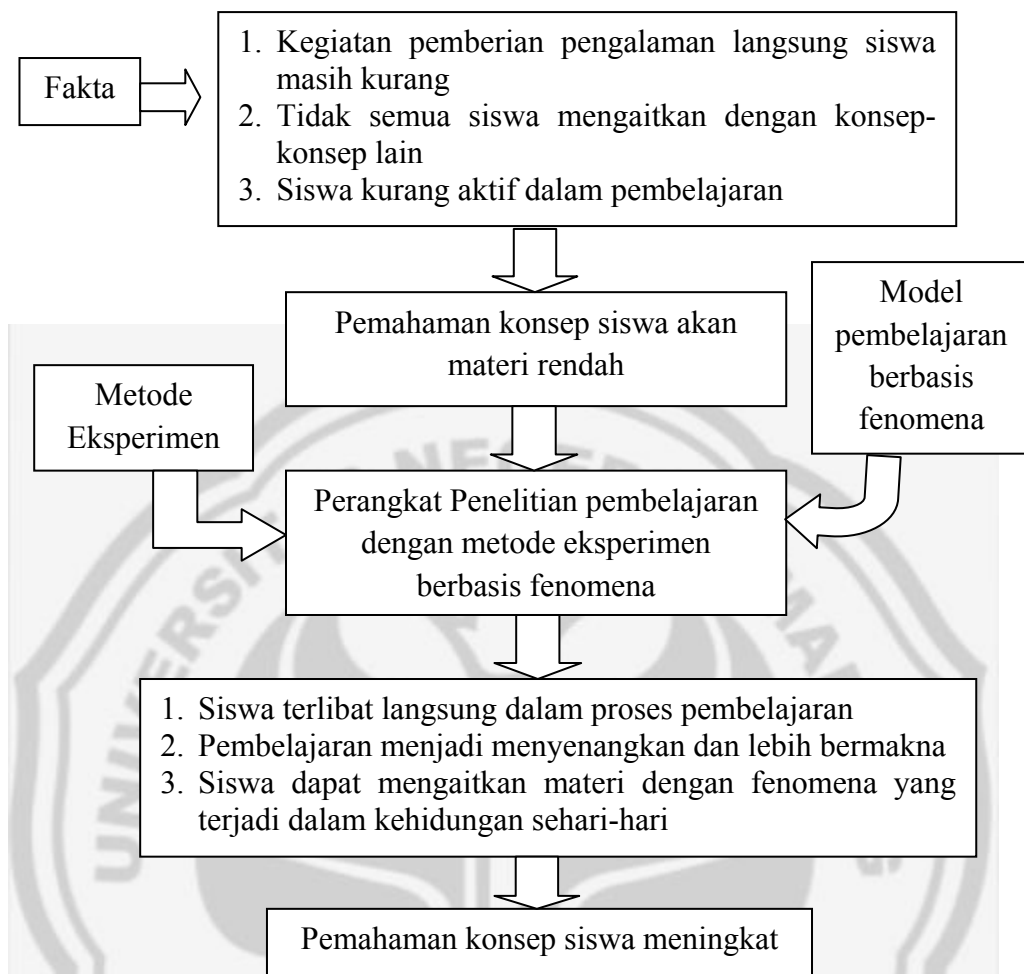 Fakta
1. Kegiatan pemberian pengalaman langsung siswa
masih kurang
2. Tidak semua siswa mengaitkan dengan konsep-
konsep lain
3. Siswa kurang aktif dalam pembelajaran
Pemahaman konsep siswa akan
materi rendah
Model
pembelajaran
berbasis
fenomena
Metode
Eksperimen
Perangkat Penelitian pembelajaran
dengan metode eksperimen
berbasis fenomena
1. Siswa terlibat langsung dalam proses pembelajaran
2. Pembelajaran menjadi menyenangkan dan lebih bermakna
3. Siswa dapat mengaitkan materi dengan fenomena yang
terjadi dalam kehidungan sehari-hari
Pemahaman konsep siswa meningkat